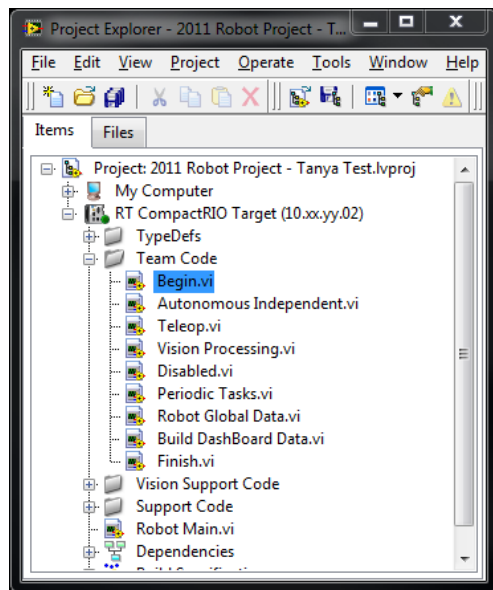 Project Explorer - 2011 Robot Project - T...
File Edit View Project Operate Tools Window Help
Items Files
Project: 2011 Robot Project - Tanya Test.lvproj
My Computer
RT CompactRIO Target (10.xx.yy.02)
TypeDefs
Team Code
Begin.vi
Autonomous Independent.vi
Teleop.vi
Vision Processing.vi
Disabled.vi
Periodic Tasks.vi
Robot Global Data.vi
Build DashBoard Data.vi
Finish.vi
Vision Support Code
Support Code
Robot Main.vi
Dependencies